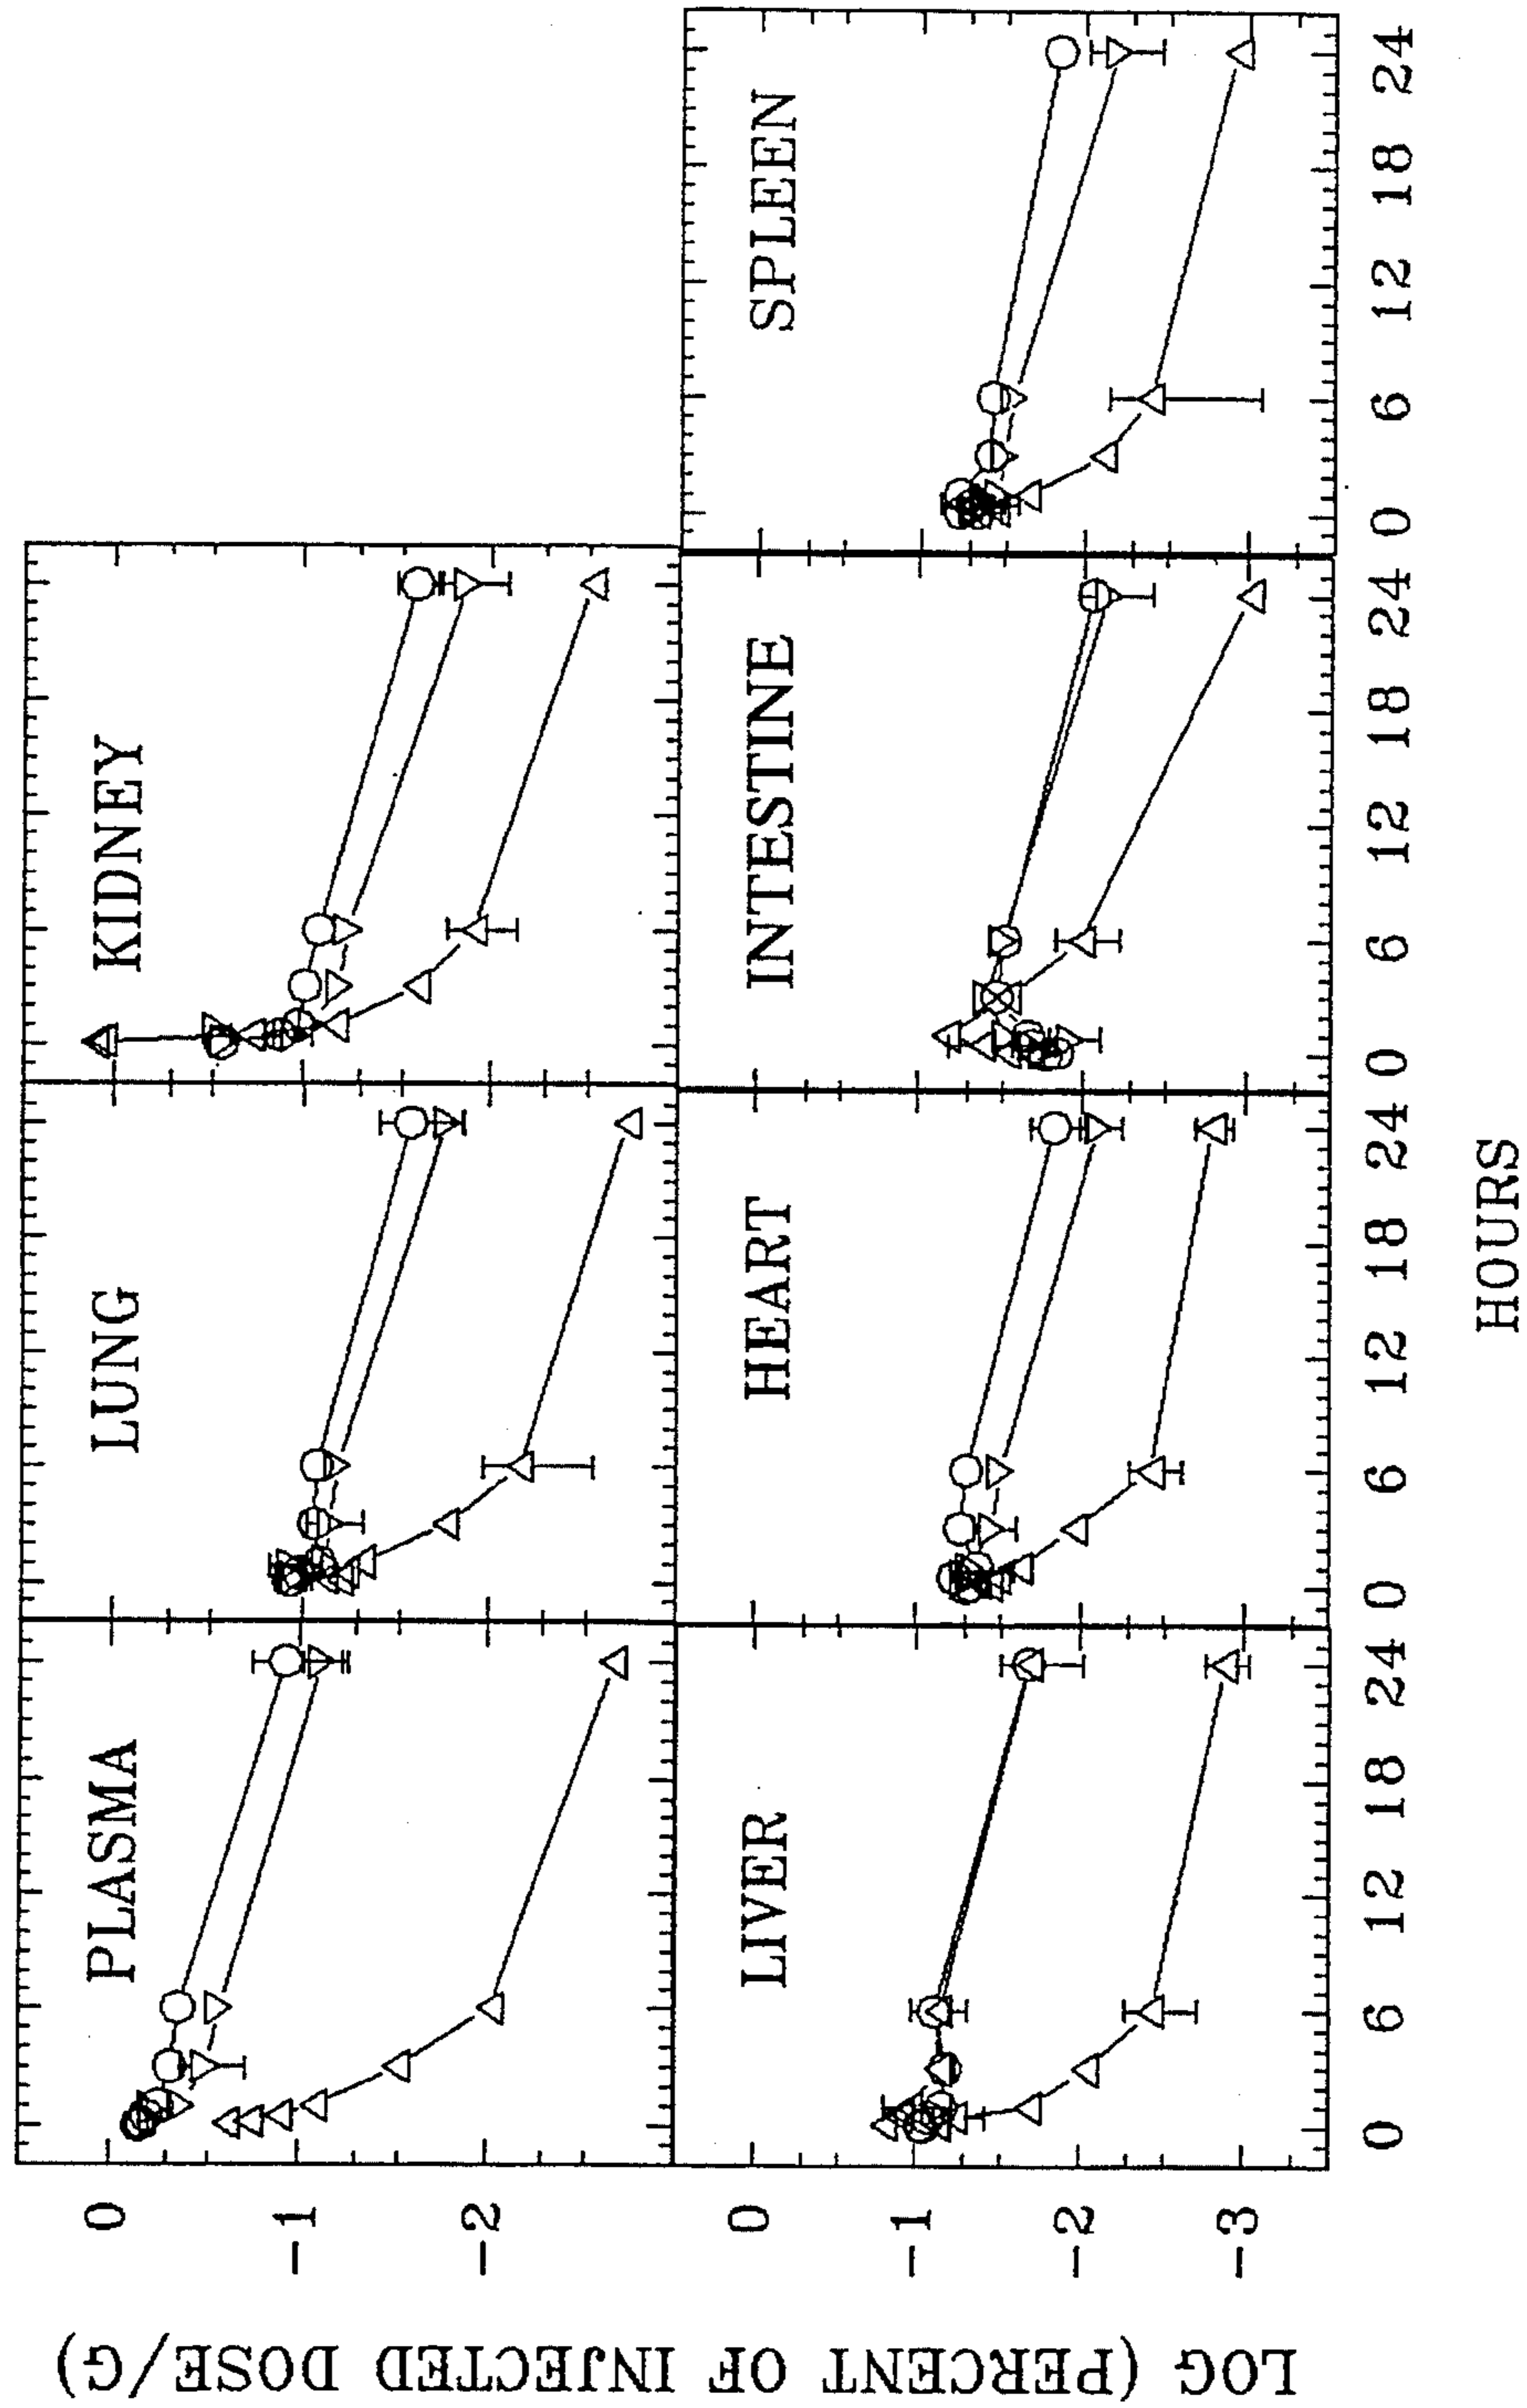 LOG (PERCENT OF INJECTED DOSE/G)
PLASMA
LUNG
KIDNEY
0
-1
-2
LIVER
HEART
INTESTINE
SPLEEN
0
-1
-2
-3
0 6 12 18 24 0 6 12 18 24 0 6 12 18 24 0 6 12 18 24
HOURS